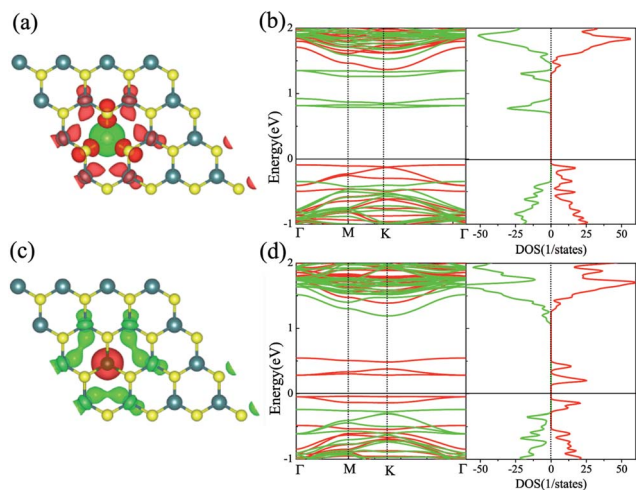 (a)
(b)
2
1
0
-1
Energy(eV)
Γ M K Γ
-50 -25 0 25 50
DOS(1/states)
(c)
(d)
2
1
0
-1
Energy(eV)
Γ M K Γ
-50 -25 0 25 50
DOS(1/states)